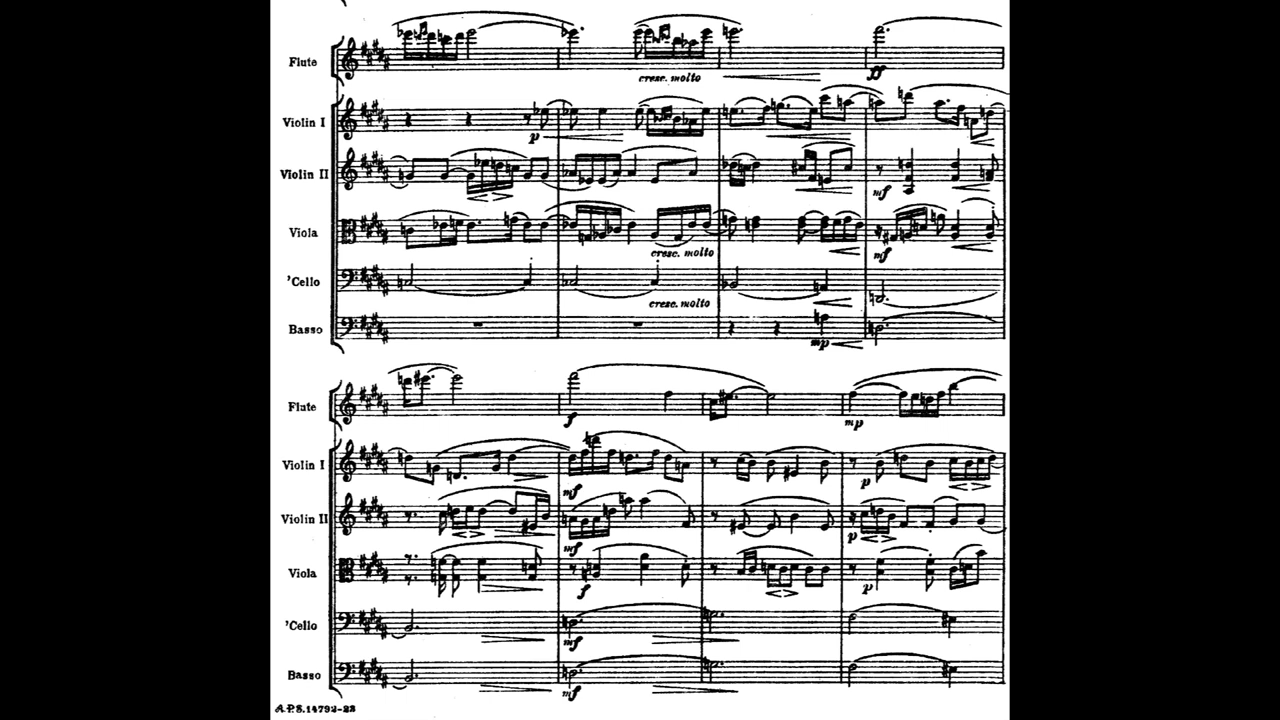 Flute
cresc. molto
ff
Violin I
p
Violin II
mf
Viola
cresc. molto
mf
'Cello
cresc. molto
Basso
mp
Flute
f
mp
Violin I
mf
p
Violin II
mf
p
Viola
f
p
'Cello
mf
Basso
mf
A.P.S.14792-23